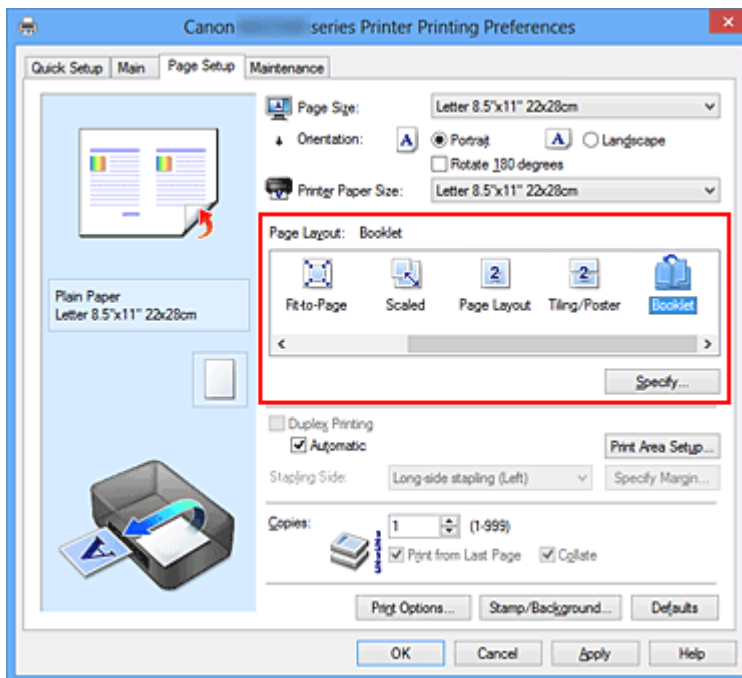 Canon series Printer Printing Preferences
Quick Setup Main Page Setup Maintenance
Page Size: Letter 8.5"x11" 22x28cm
Orientation: A Portrait A Landscape
Rotate 180 degrees
Printer Paper Size: Letter 8.5"x11" 22x28cm
Page Layout: Booklet
Fit-to-Page Scaled Page Layout Tiling/Poster Booklet
Specify...
Plain Paper
Letter 8.5"x11" 22x28cm
Duplex Printing
Automatic Print Area Setup...
Stapling Side: Long-side stapling (Left) Specify Margin...
Copies: 1 (1-999)
Print from Last Page Collate
Print Options... Stamp/Background... Defaults
OK Cancel Apply Help